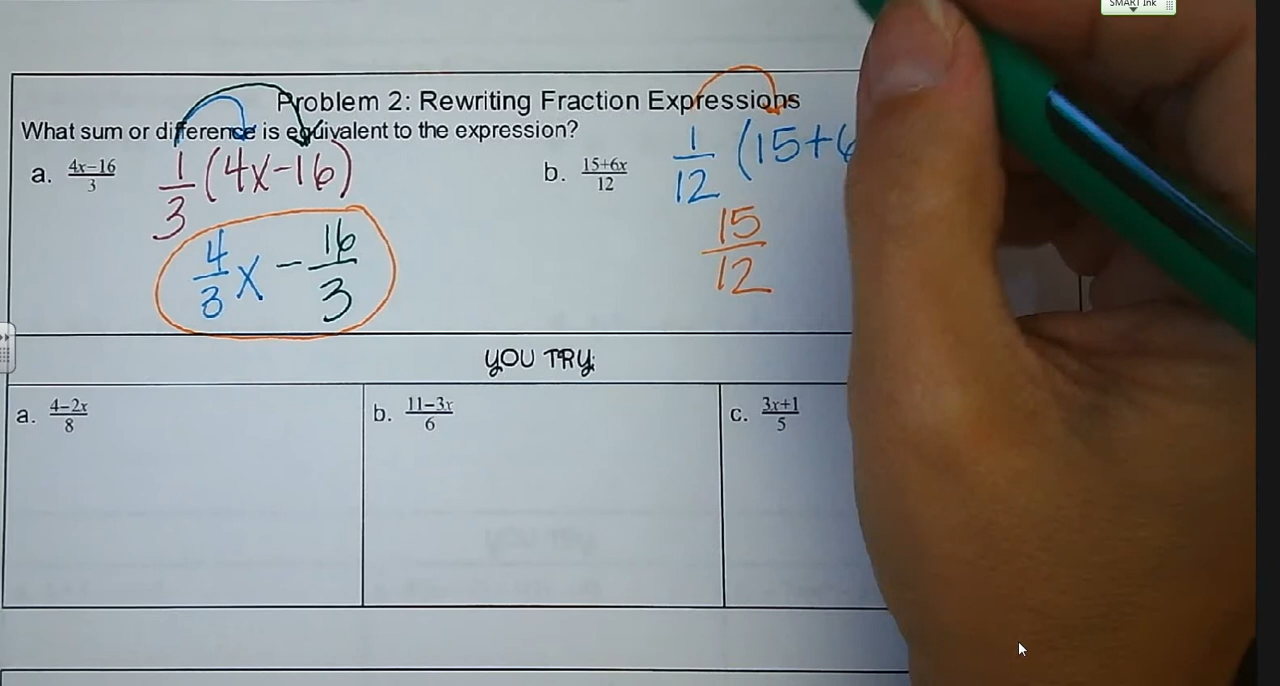 SMART Ink
Problem 2: Rewriting Fraction Expressions
What sum or difference is equivalent to the expression?
a. 4x−16/3
1/3 (4x-16)
4/3 x - 16/3
b. 15+6x/12
1/12 (15+6
15/12
YOU TRY:
a. 4−2x/8
b. 11−3x/6
c. 3x+1/5